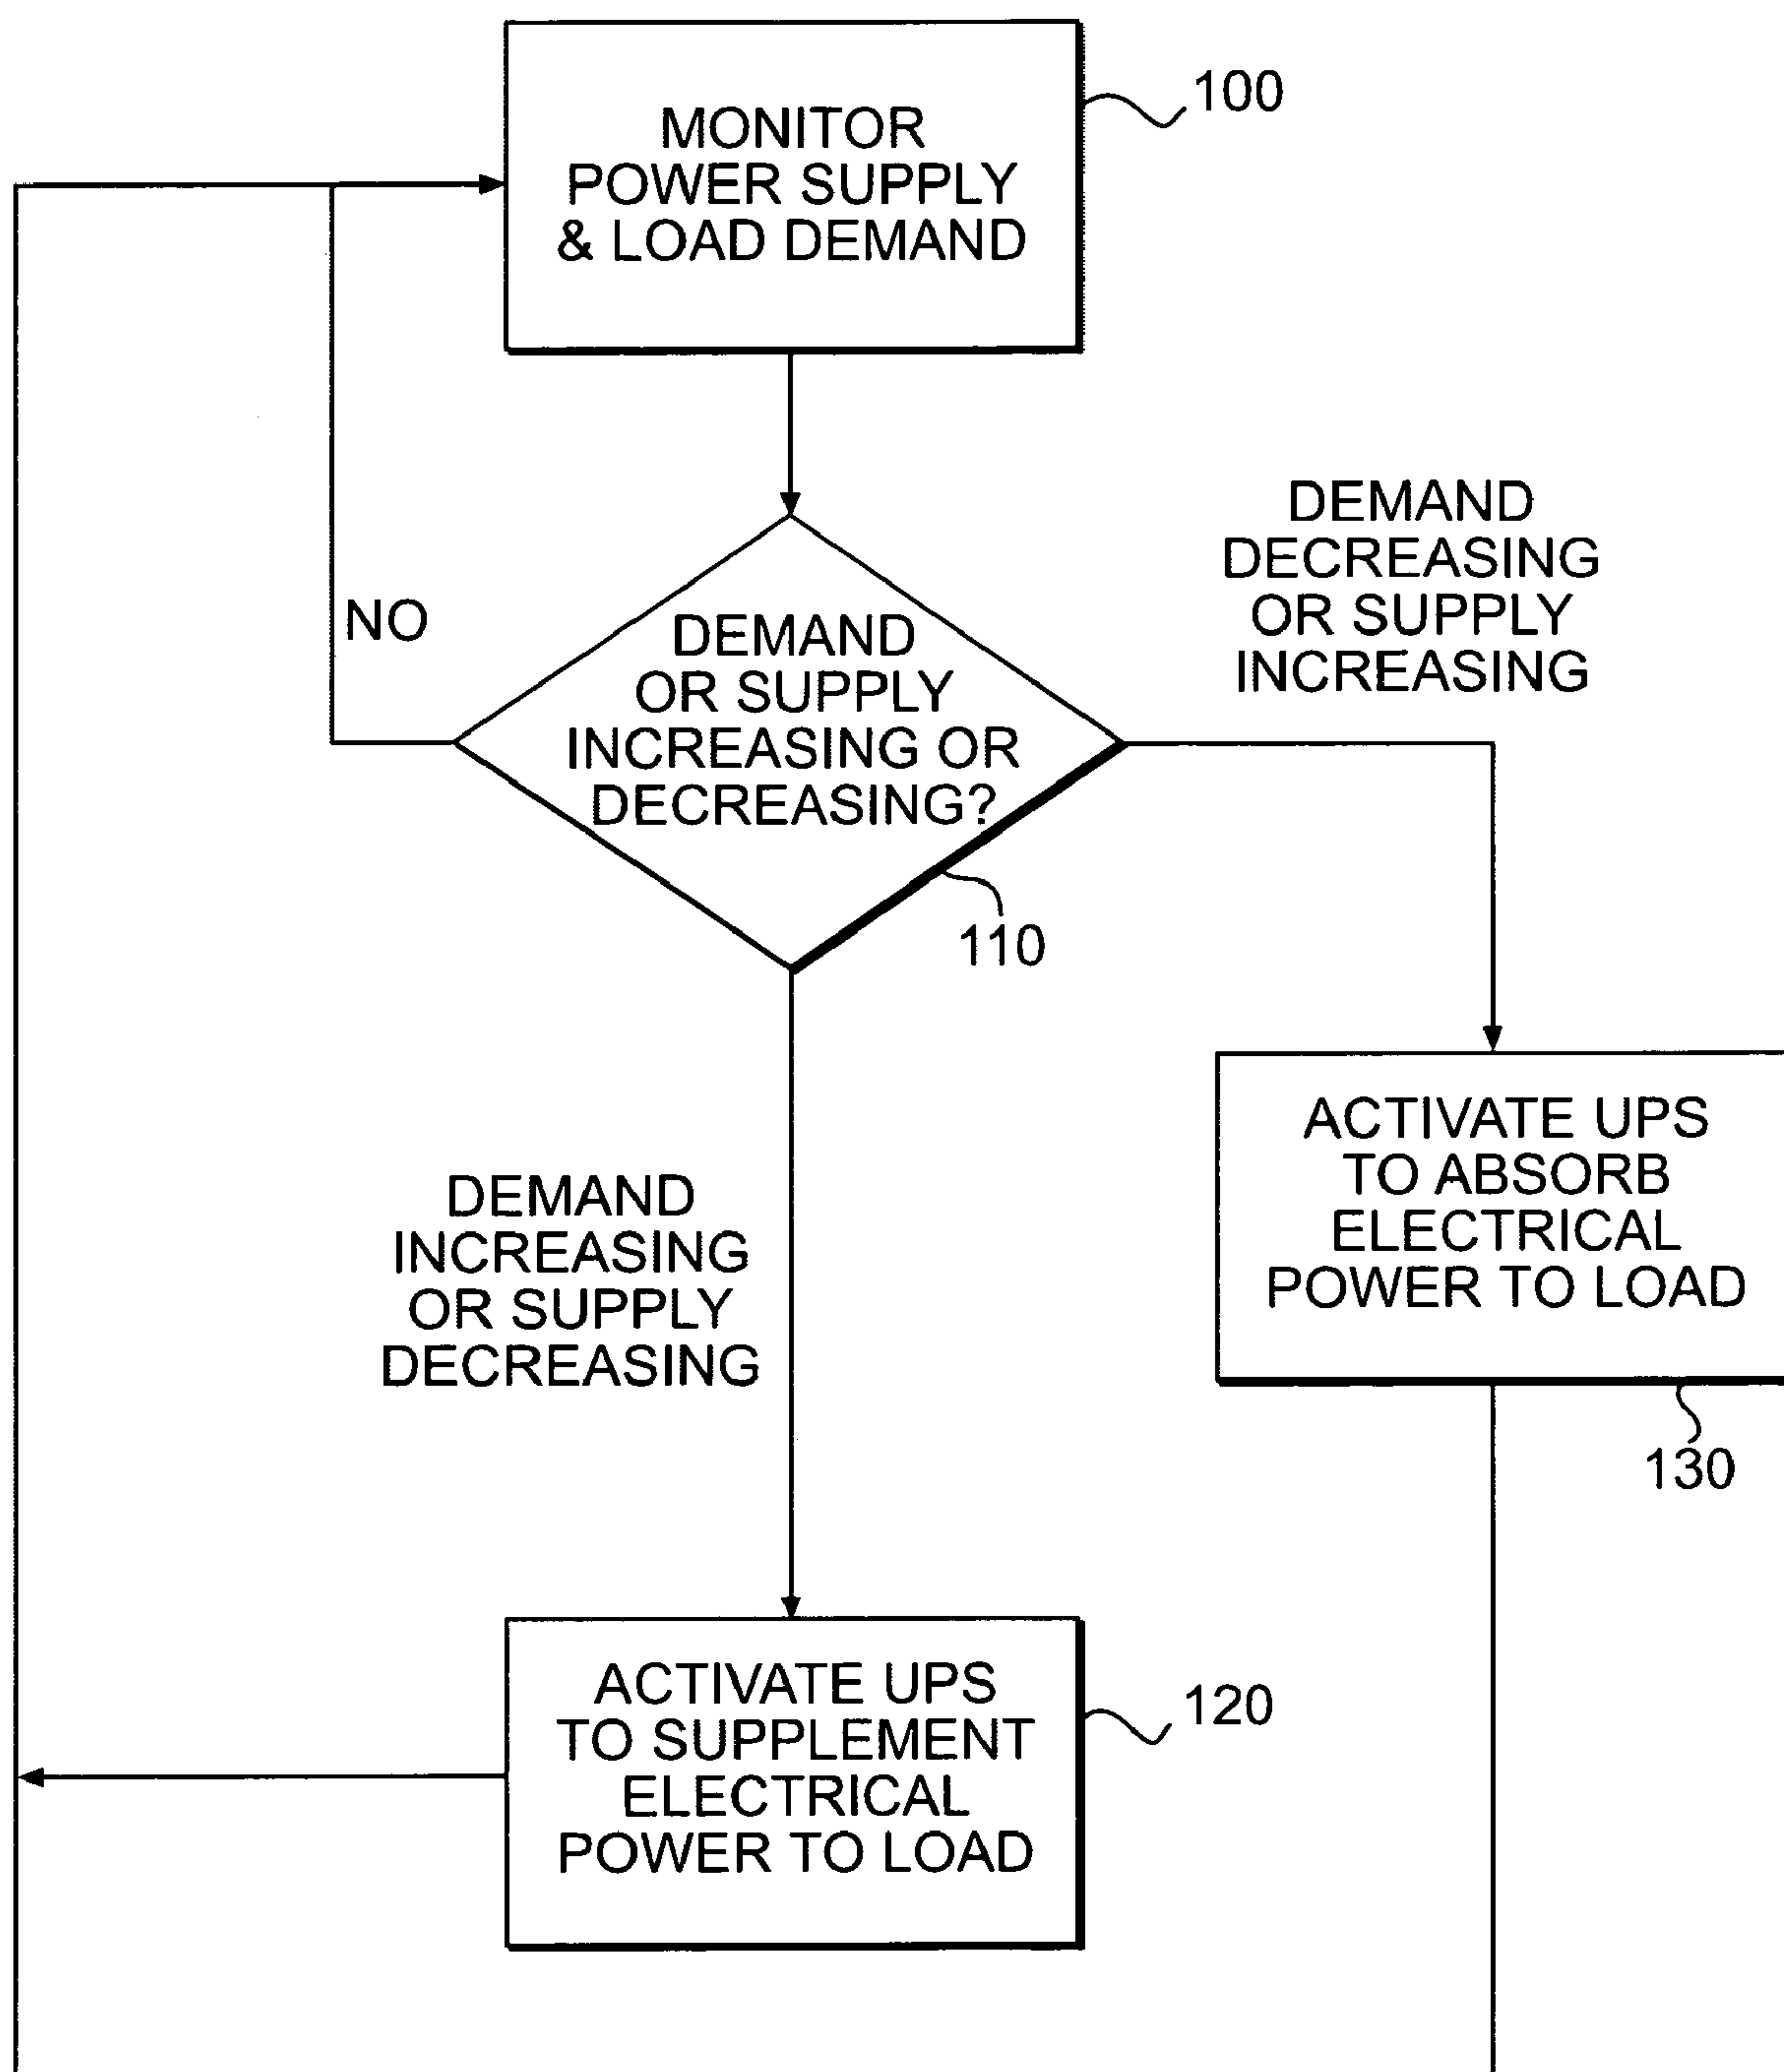 MONITOR
POWER SUPPLY
& LOAD DEMAND
100
NO
DEMAND
OR SUPPLY
INCREASING OR
DECREASING?
110
DEMAND
DECREASING
OR SUPPLY
INCREASING
ACTIVATE UPS
TO ABSORB
ELECTRICAL
POWER TO LOAD
130
DEMAND
INCREASING
OR SUPPLY
DECREASING
ACTIVATE UPS
TO SUPPLEMENT
ELECTRICAL
POWER TO LOAD
120